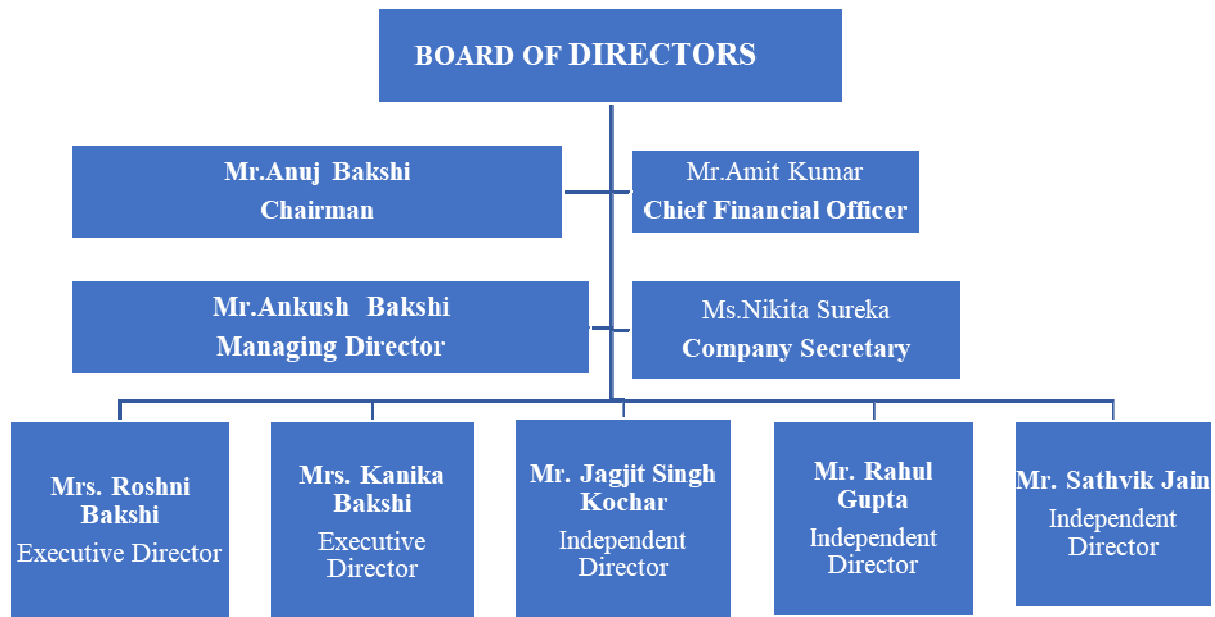 BOARD OF DIRECTORS
Mr.Anuj Bakshi
Chairman
Mr.Amit Kumar
Chief Financial Officer
Mr.Ankush Bakshi
Managing Director
Ms.Nikita Sureka
Company Secretary
Mrs. Roshni
Bakshi
Executive Director
Mrs. Kanika
Bakshi
Executive
Director
Mr. Jagjit Singh
Kochar
Independent
Director
Mr. Rahul
Gupta
Independent
Director
Mr. Sathvik Jain
Independent
Director